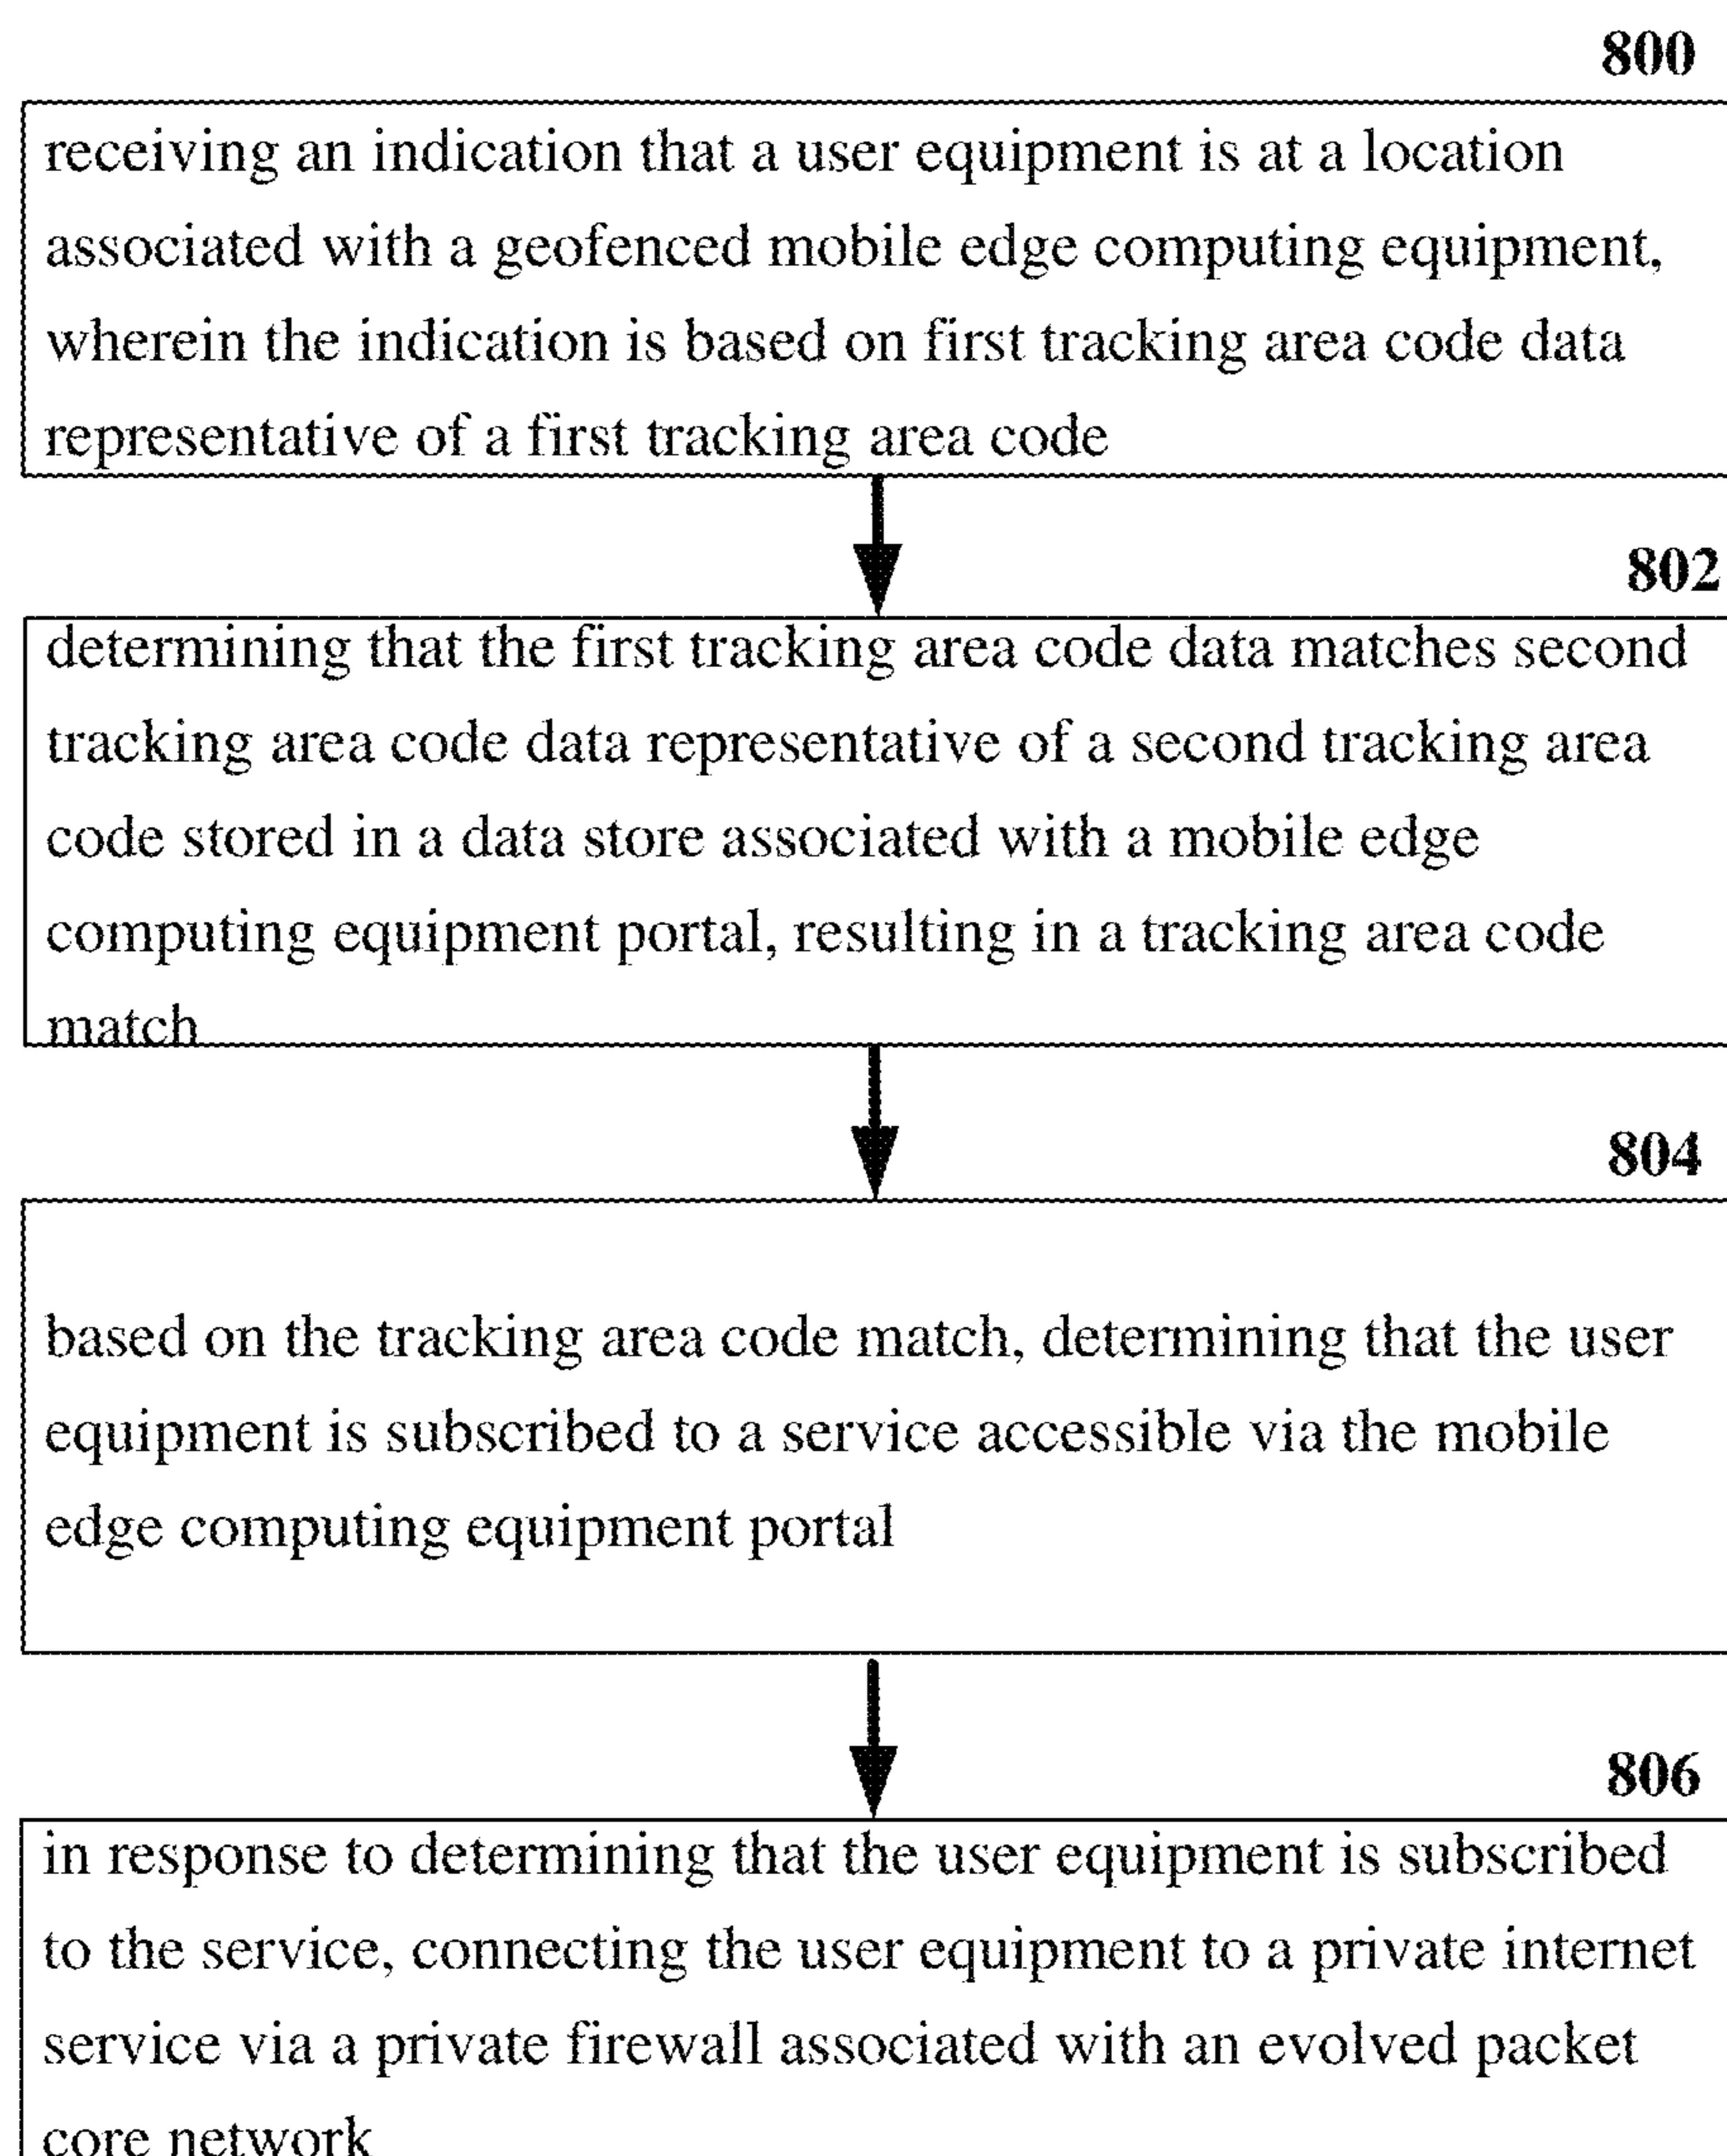 800
receiving an indication that a user equipment is at a location
associated with a geofenced mobile edge computing equipment,
wherein the indication is based on first tracking area code data
representative of a first tracking area code
802
determining that the first tracking area code data matches second
tracking area code data representative of a second tracking area
code stored in a data store associated with a mobile edge
computing equipment portal, resulting in a tracking area code
match
804
based on the tracking area code match, determining that the user
equipment is subscribed to a service accessible via the mobile
edge computing equipment portal
806
in response to determining that the user equipment is subscribed
to the service, connecting the user equipment to a private internet
service via a private firewall associated with an evolved packet
core network